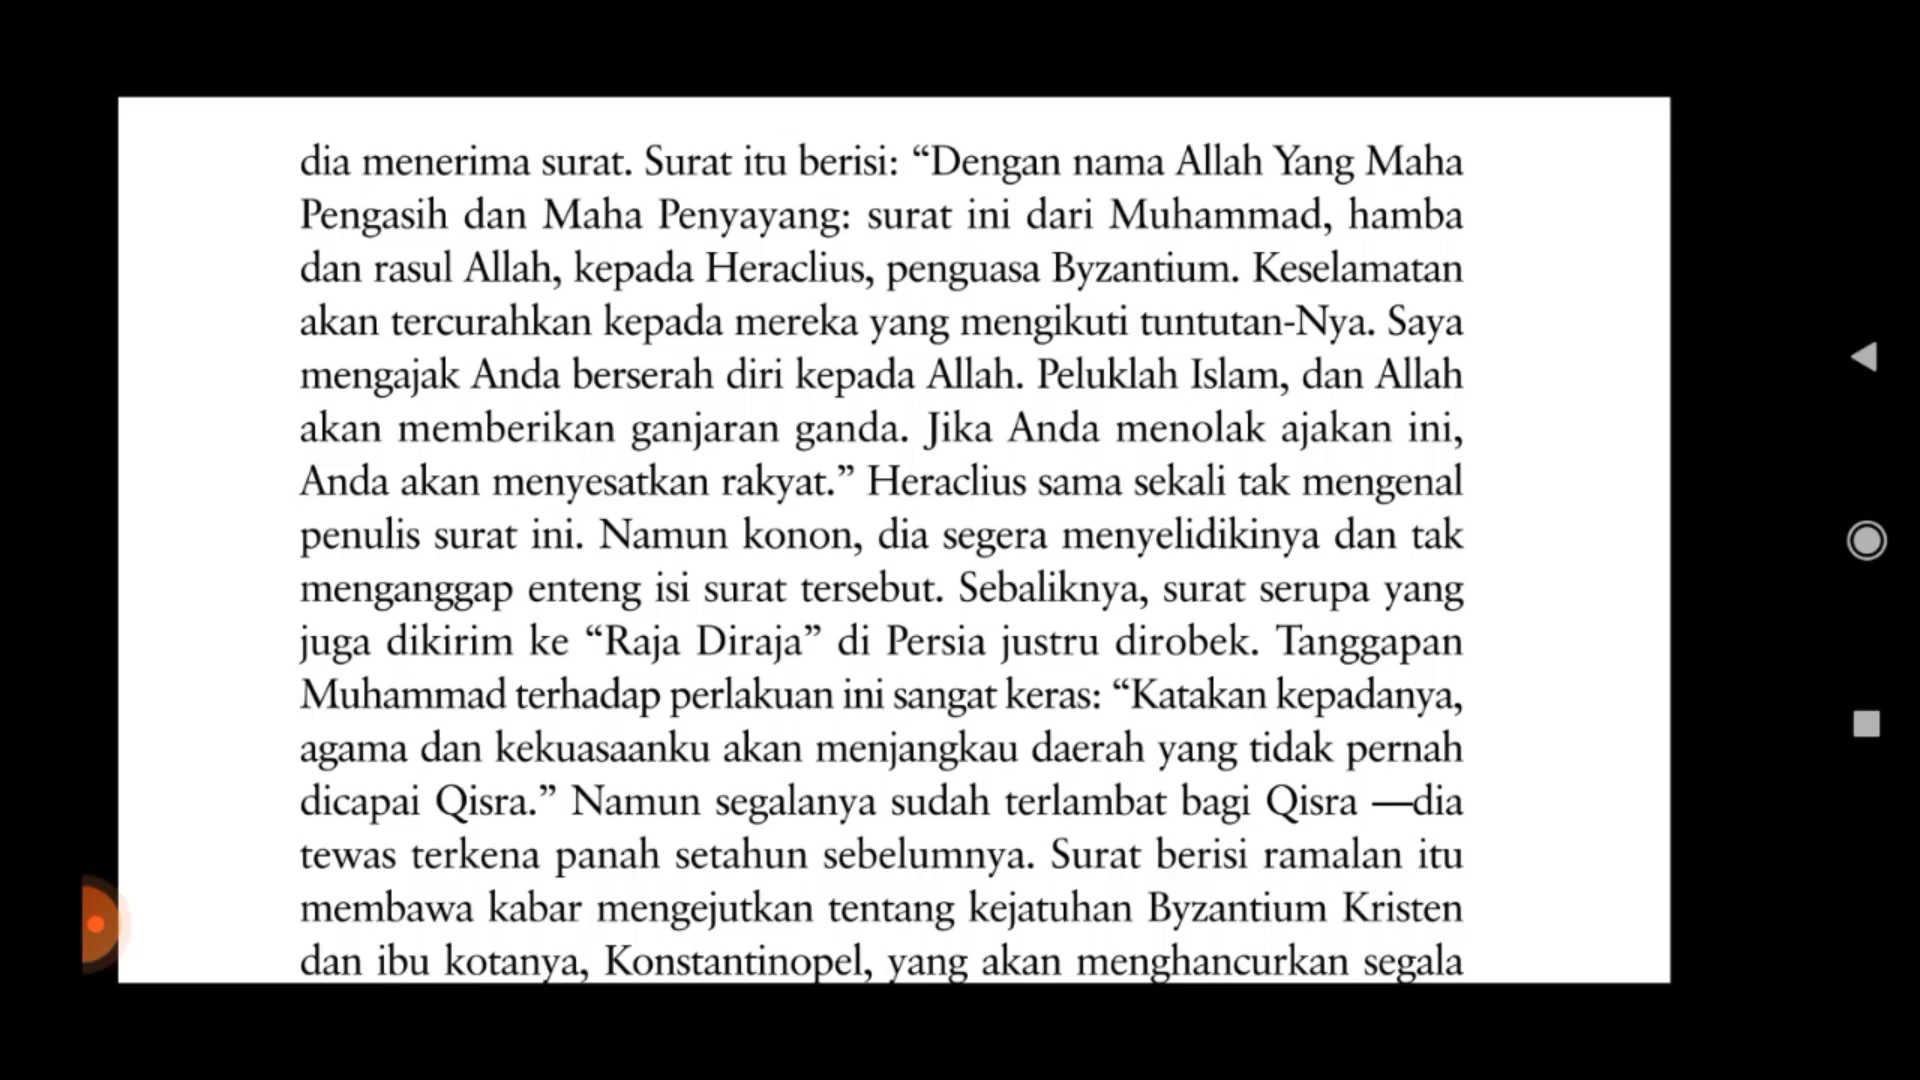 dia menerima surat. Surat itu berisi: “Dengan nama Allah Yang Maha
Pengasih dan Maha Penyayang: surat ini dari Muhammad, hamba
dan rasul Allah, kepada Heraclius, penguasa Byzantium. Keselamatan
akan tercurahkan kepada mereka yang mengikuti tuntutan-Nya. Saya
mengajak Anda berserah diri kepada Allah. Peluklah Islam, dan Allah
akan memberikan ganjaran ganda. Jika Anda menolak ajakan ini,
Anda akan menyesatkan rakyat.” Heraclius sama sekali tak mengenal
penulis surat ini. Namun konon, dia segera menyelidikinya dan tak
menganggap enteng isi surat tersebut. Sebaliknya, surat serupa yang
juga dikirim ke “Raja Diraja” di Persia justru dirobek. Tanggapan
Muhammad terhadap perlakuan ini sangat keras: “Katakan kepadanya,
agama dan kekuasaanku akan menjangkau daerah yang tidak pernah
dicapai Qisra.” Namun segalanya sudah terlambat bagi Qisra —dia
tewas terkena panah setahun sebelumnya. Surat berisi ramalan itu
membawa kabar mengejutkan tentang kejatuhan Byzantium Kristen
dan ibu kotanya, Konstantinopel, yang akan menghancurkan segala